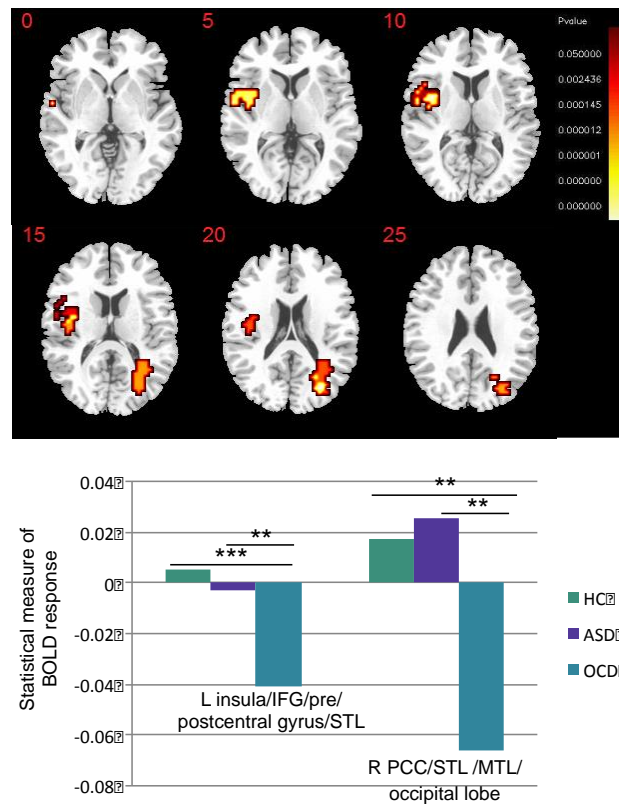 0
5
10
Pvalue
0.050000
0.002436
0.000145
0.000012
0.000001
0.000000
0.000000
15
20
25
Statistical measure of
BOLD response
0.04⍰
0.02⍰
0⍰
-0.02⍰
-0.04⍰
-0.06⍰
-0.08⍰
**
***
**
**
L insula/IFG/pre/
postcentral gyrus/STL
R PCC/STL /MTL/
occipital lobe
HC⍰
ASD⍰
OCD⍰